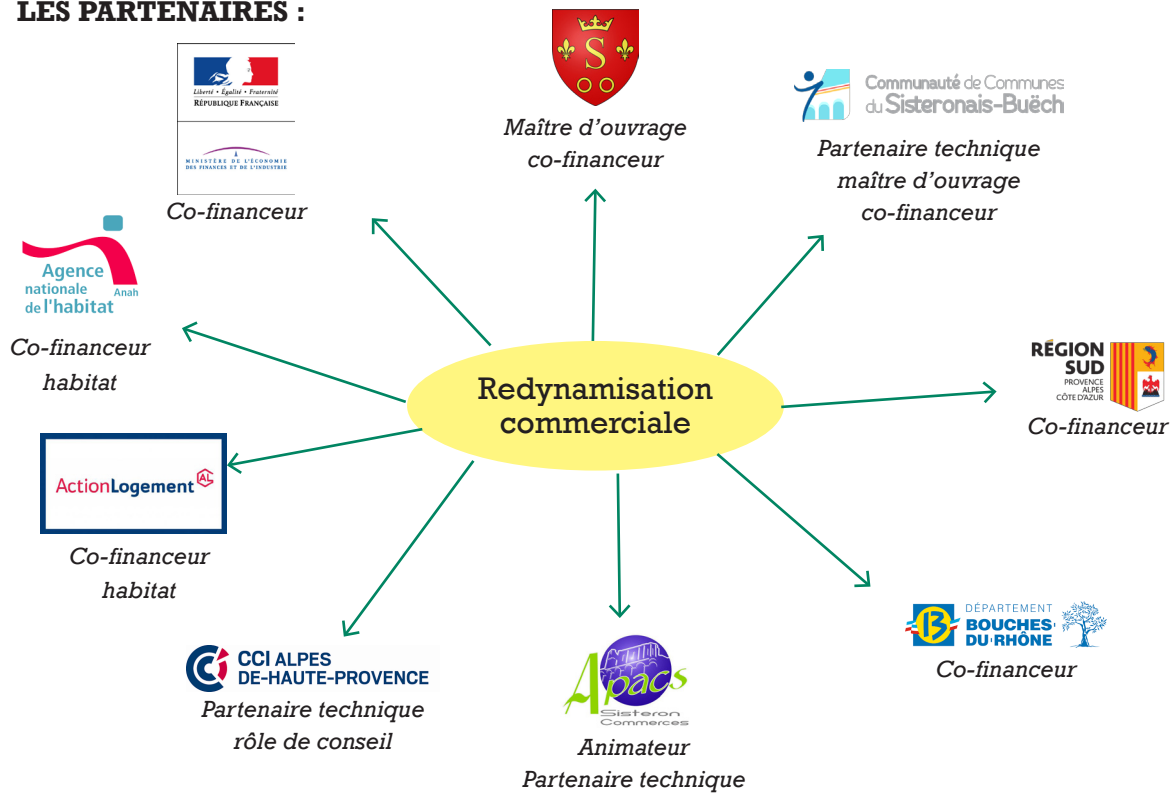 LES PARTENAIRES :
Liberté • Égalité • Fraternité
RÉPUBLIQUE FRANÇAISE
MINISTÈRE DE L'ÉCONOMIE
DES FINANCES ET DE L'INDUSTRIE
Co-financeur
S
Maître d'ouvrage
co-financeur
Communauté de Communes
du Sisteronais-Buëch
Partenaire technique
maître d'ouvrage
co-financeur
Agence
nationale
de l'habitat
Anah
Co-financeur
habitat
Redynamisation
commerciale
RÉGION
SUD
PROVENCE
ALPES
CÔTE D'AZUR
Co-financeur
ActionLogement
AL
Co-financeur
habitat
CCI ALPES
DE-HAUTE-PROVENCE
Partenaire technique
rôle de conseil
Apacs
Sisteron
Commerces
Animateur
Partenaire technique
13
DÉPARTEMENT
BOUCHES
DU RHÔNE
Co-financeur